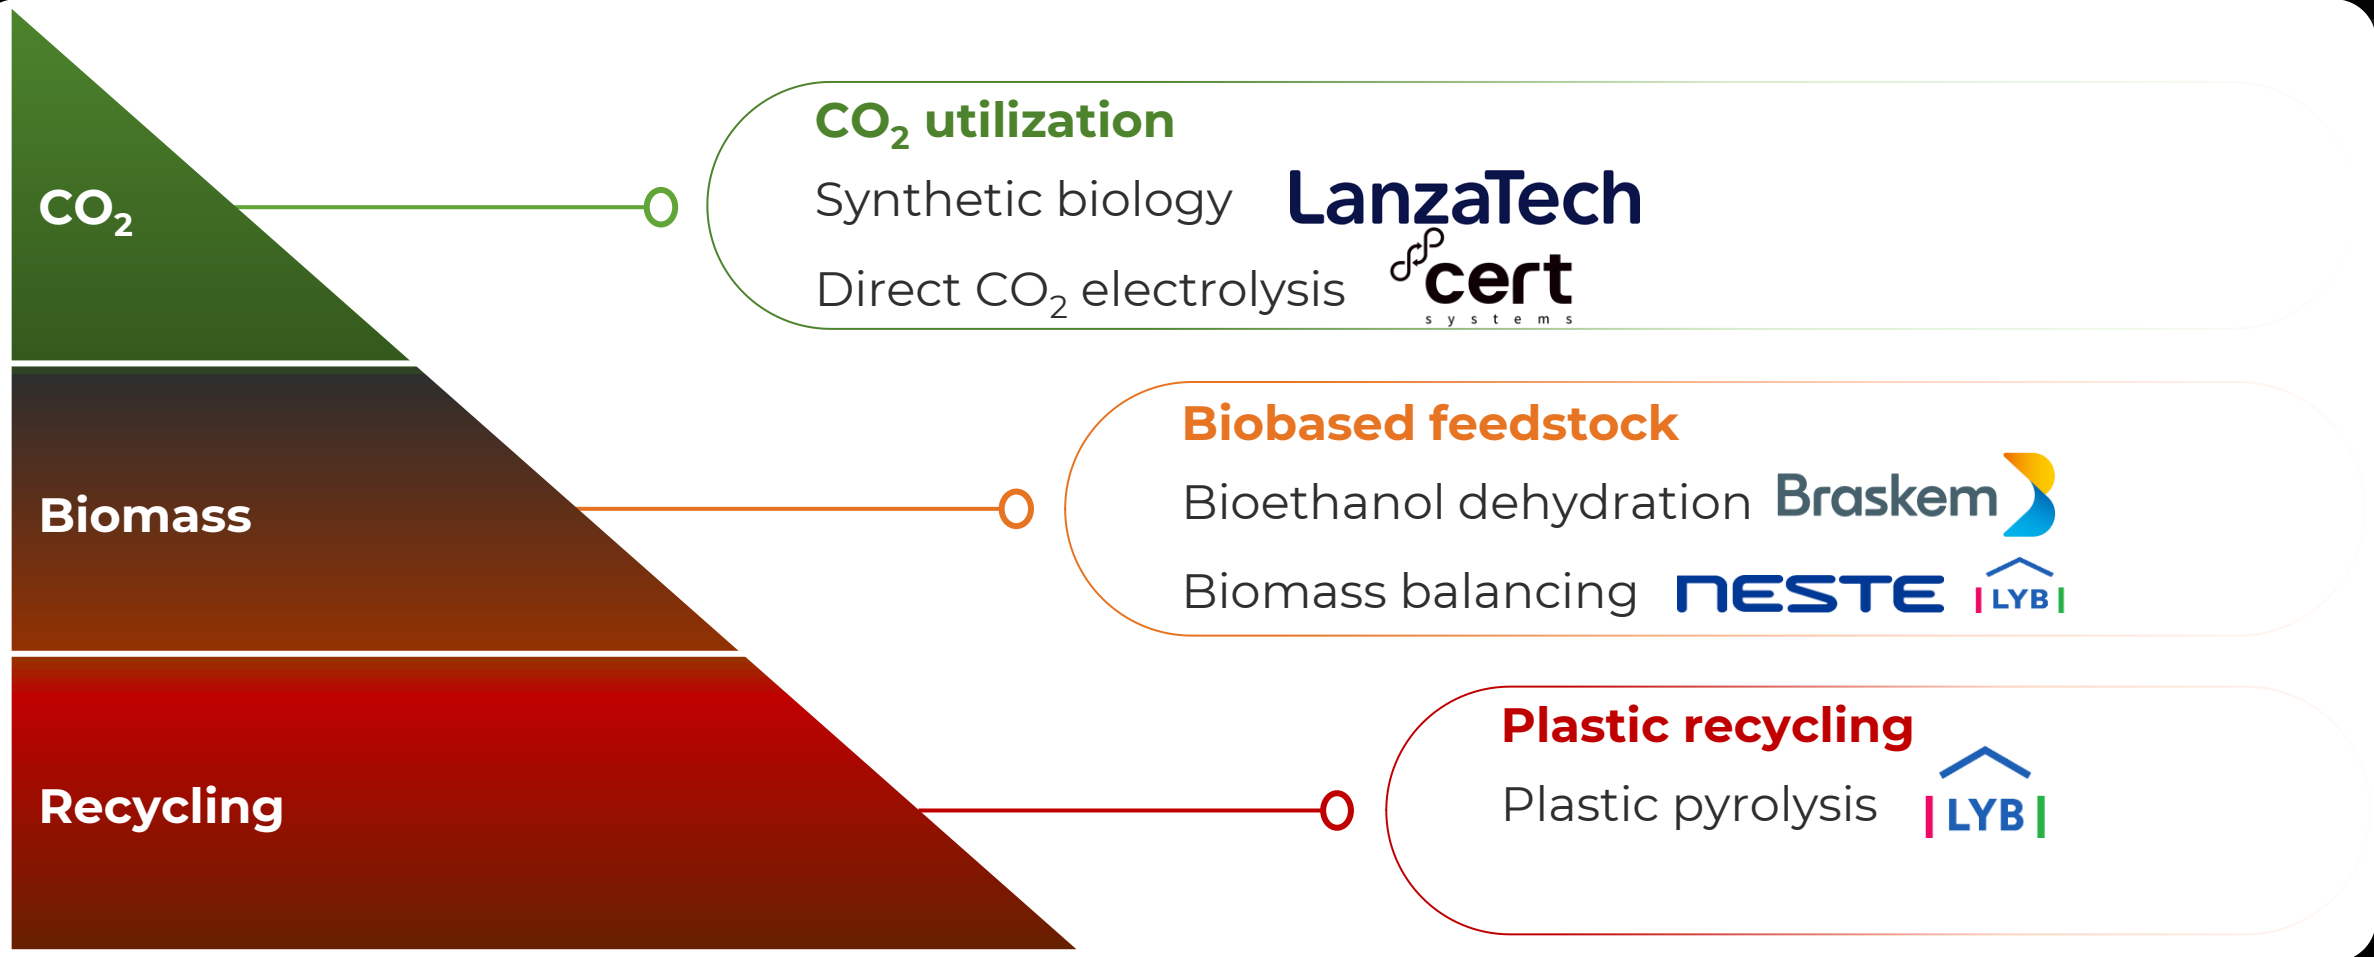 CO₂
CO₂ utilization
Synthetic biology LanzaTech
Direct CO₂ electrolysis cert systems
Biomass
Biobased feedstock
Bioethanol dehydration Braskem
Biomass balancing NESTE LYB
Recycling
Plastic recycling
Plastic pyrolysis LYB